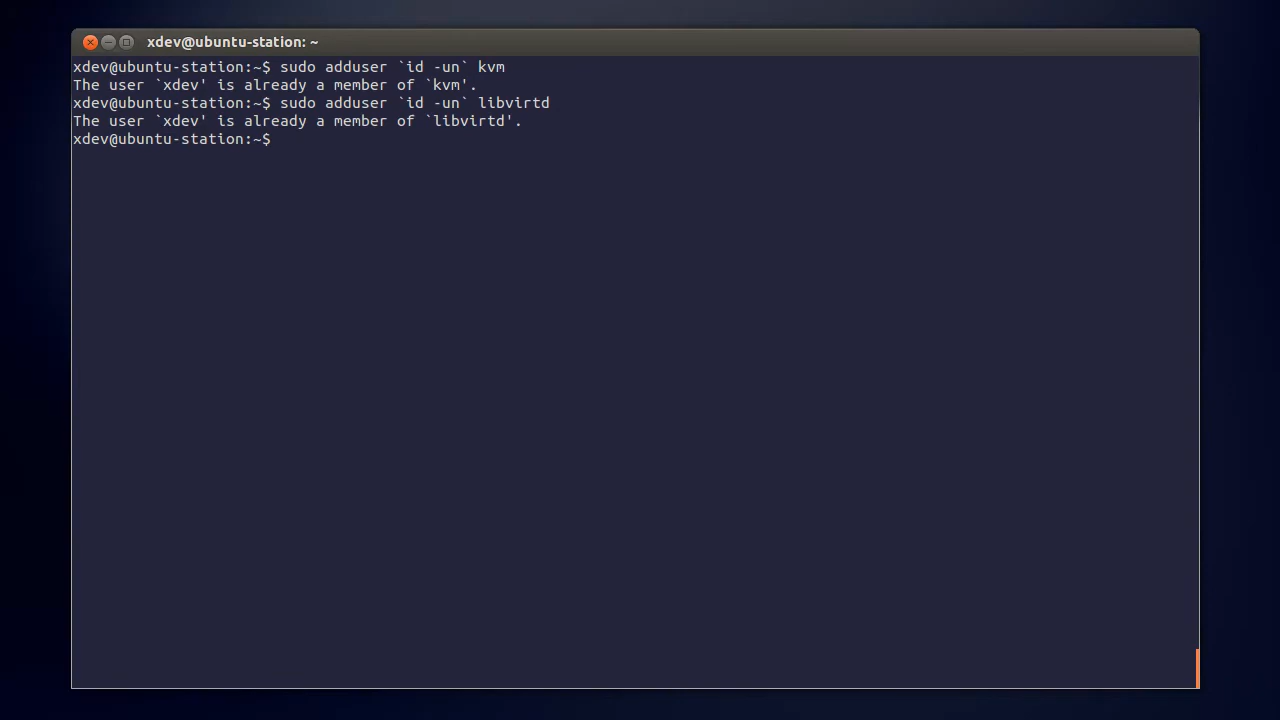 xdev@ubuntu-station: ~
xdev@ubuntu-station:~$ sudo adduser `id -un` kvm
The user `xdev' is already a member of `kvm'.
xdev@ubuntu-station:~$ sudo adduser `id -un` libvirtd
The user `xdev' is already a member of `libvirtd'.
xdev@ubuntu-station:~$